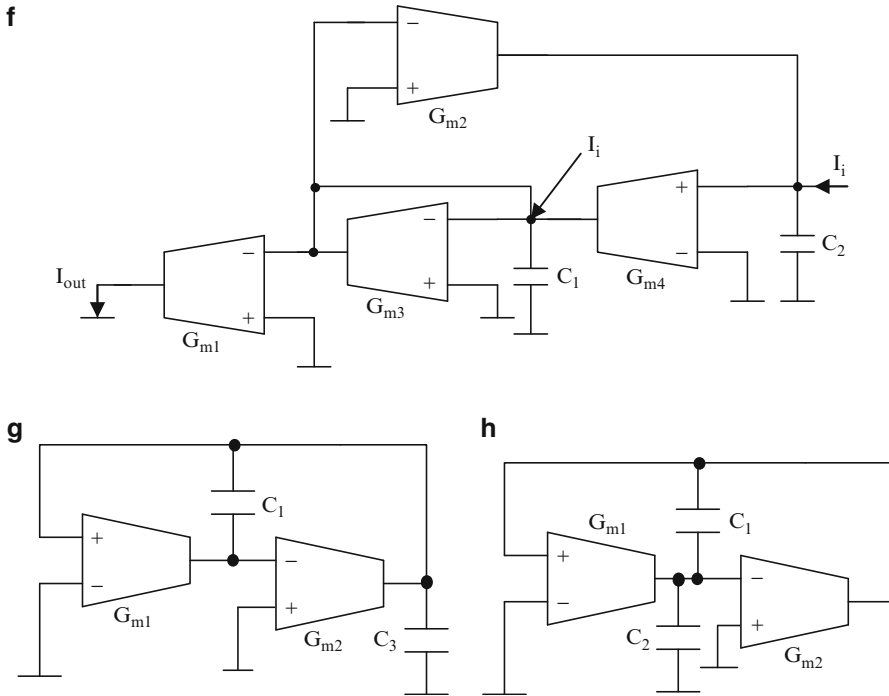 f
−
+
G_m2
I_i
I_i
−
+
+
−
−
+
C_1
C_2
I_out
G_m3
G_m4
G_m1
g
h
C_1
C_1
G_m1
+
−
−
+
+
−
−
+
G_m1
G_m2
C_3
C_2
G_m2